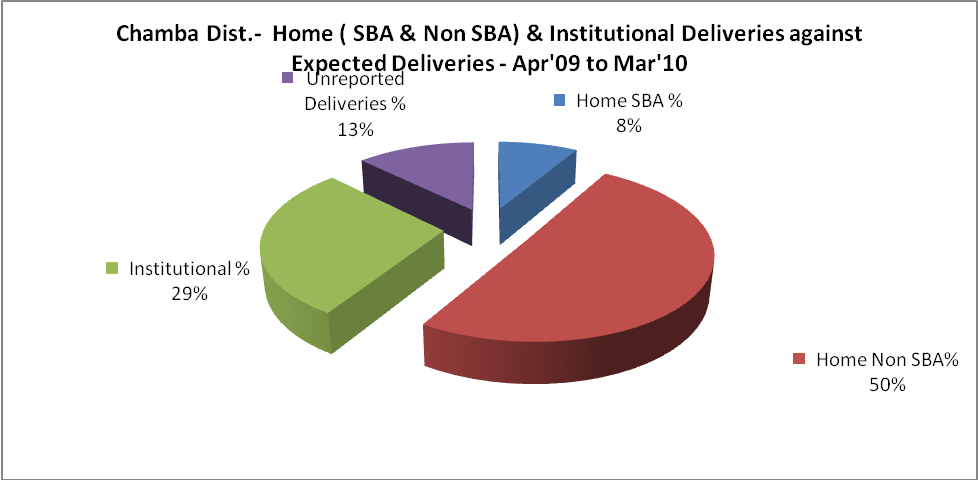 Chamba Dist.- Home ( SBA & Non SBA) & Institutional Deliveries against
Expected Deliveries - Apr'09 to Mar'10
Unreported
Deliveries %
13%
Home SBA %
8%
Institutional %
29%
Home Non SBA%
50%